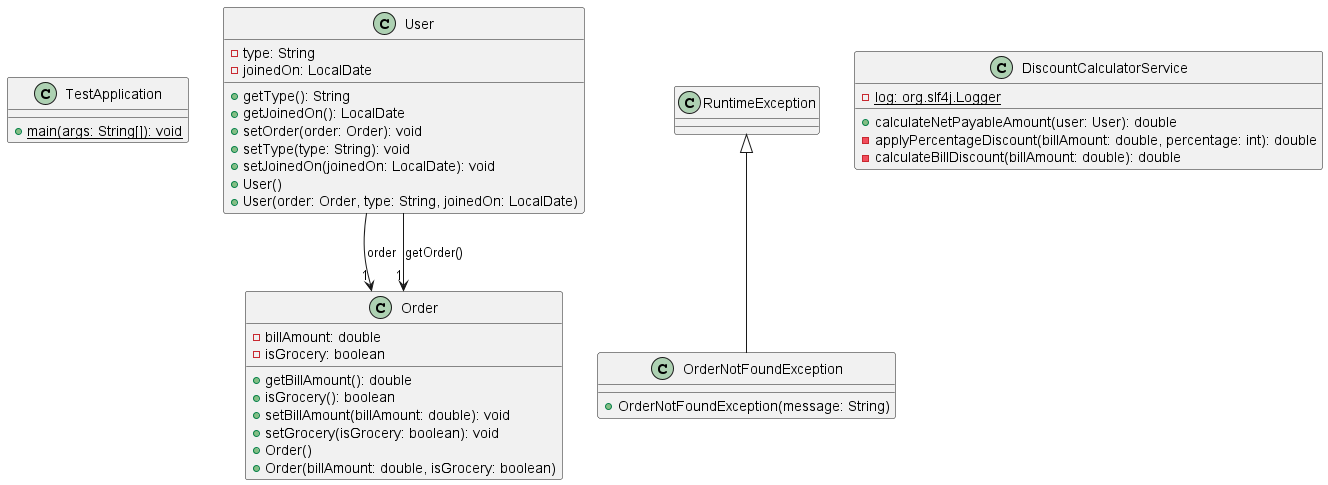 C TestApplication
main(args: String[]): void
C User
type: String
joinedOn: LocalDate
getType(): String
getJoinedOn(): LocalDate
setOrder(order: Order): void
setType(type: String): void
setJoinedOn(joinedOn: LocalDate): void
User()
User(order: Order, type: String, joinedOn: LocalDate)
order
getOrder()
1
1
C Order
billAmount: double
isGrocery: boolean
getBillAmount(): double
isGrocery(): boolean
setBillAmount(billAmount: double): void
setGrocery(isGrocery: boolean): void
Order()
Order(billAmount: double, isGrocery: boolean)
C RuntimeException
C OrderNotFoundException
OrderNotFoundException(message: String)
C DiscountCalculatorService
log: org.slf4j.Logger
calculateNetPayableAmount(user: User): double
applyPercentageDiscount(billAmount: double, percentage: int): double
calculateBillDiscount(billAmount: double): double